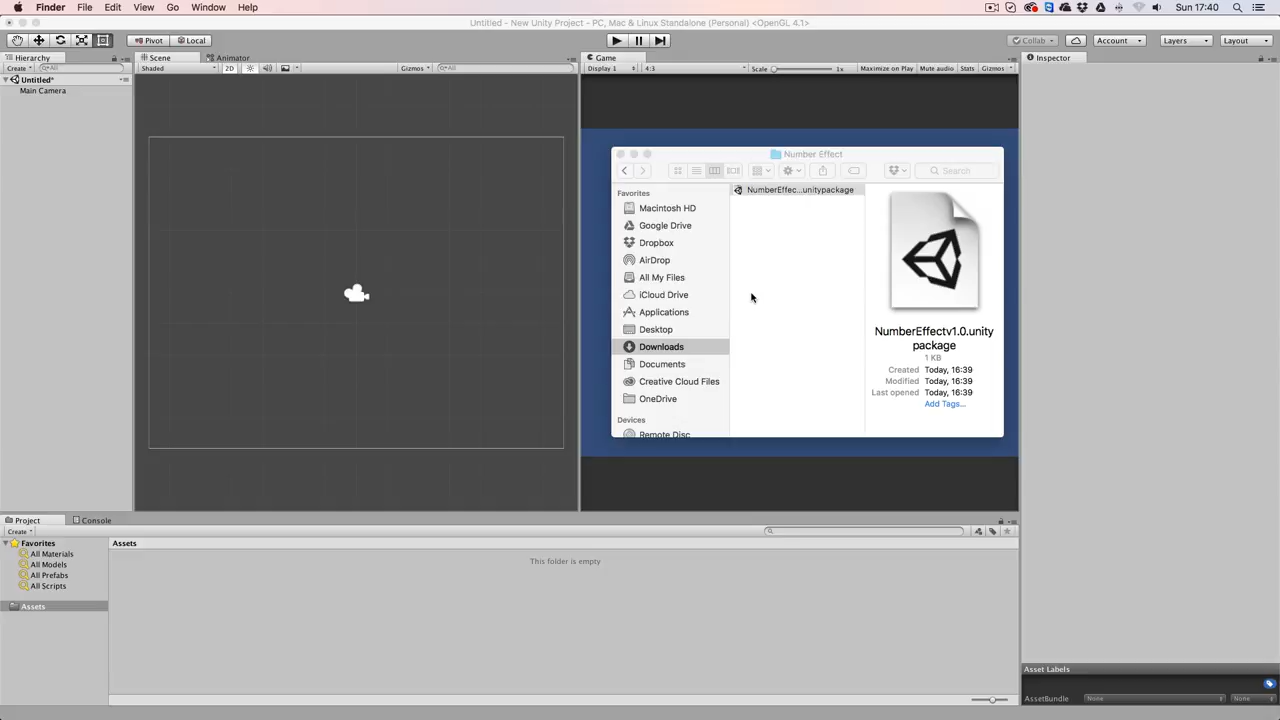 Finder File Edit View Go Window Help Sun 17:40
Untitled - New Unity Project - PC, Mac & Linux Standalone (Personal) <OpenGL 4.1>
Pivot Local Collab Account Layers Layout
Hierarchy Scene Animator Game Inspector
Create All Shaded 2D Gizmos All Display 1 4:3 Scale 1x Maximize on Play Mute audio Stats Gizmos
Untitled*
Main Camera
Number Effect
Search
Favorites
NumberEffec...unitypackage
Macintosh HD
Google Drive
Dropbox
AirDrop
All My Files
iCloud Drive
Applications
Desktop
Downloads
Documents
Creative Cloud Files
OneDrive
Devices
Remote Disc
NumberEffectv1.0.unity
package
1 KB
Created Today, 16:39
Modified Today, 16:39
Last opened Today, 16:39
Add Tags...
Project Console
Create
Favorites
All Materials
All Models
All Prefabs
All Scripts
Assets
Assets
This folder is empty
Asset Labels
AssetBundle None None